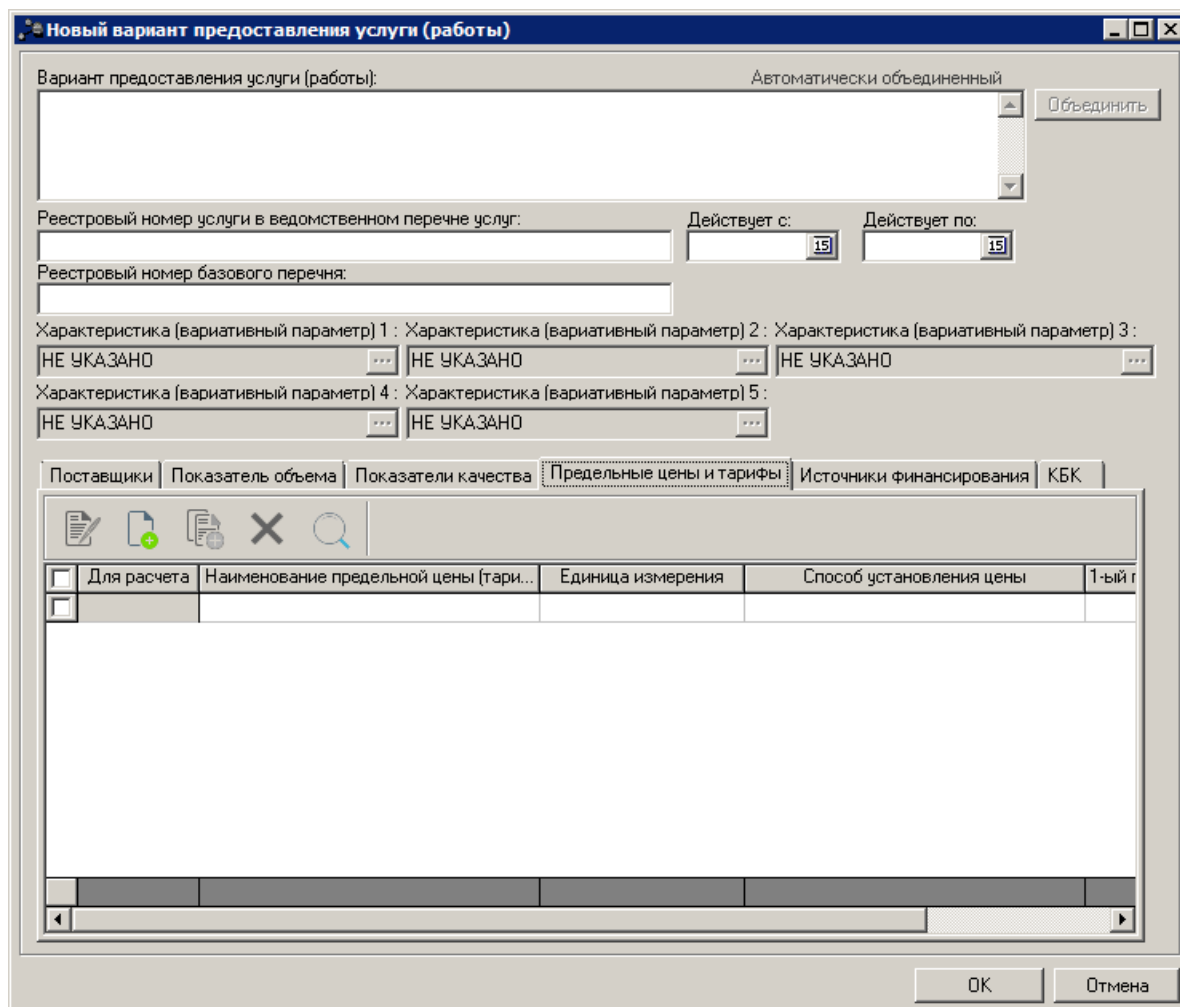 Новый вариант предоставления услуги (работы)
Вариант предоставления услуги (работы): Автоматически объединенный
Объединить
Реестровый номер услуги в ведомственном перечне услуг: Действует с: Действует по:
15 15
Реестровый номер базового перечня:
Характеристика (вариативный параметр) 1 : Характеристика (вариативный параметр) 2 : Характеристика (вариативный параметр) 3 :
НЕ УКАЗАНО ... НЕ УКАЗАНО ... НЕ УКАЗАНО ...
Характеристика (вариативный параметр) 4 : Характеристика (вариативный параметр) 5 :
НЕ УКАЗАНО ... НЕ УКАЗАНО ...
Поставщики Показатель объема Показатели качества Предельные цены и тарифы Источники финансирования КБК
Для расчета Наименование предельной цены (тари... Единица измерения Способ установления цены 1-ый г
OK Отмена